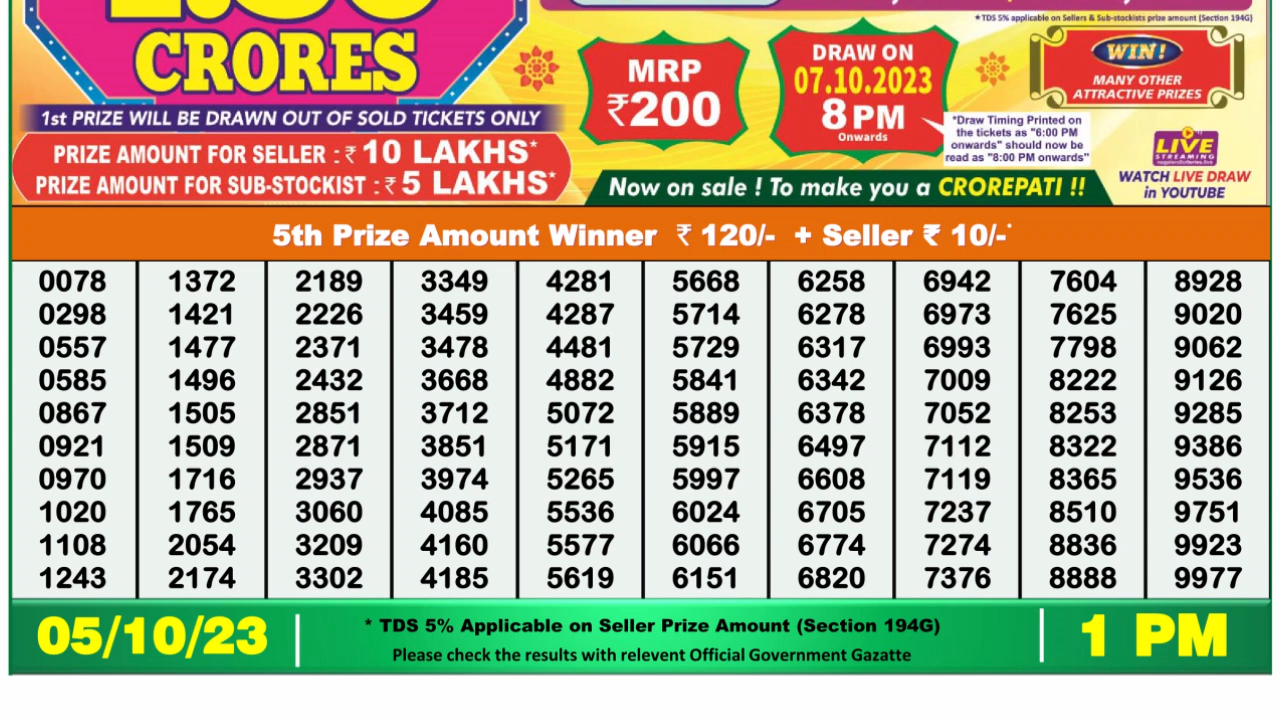 CRORES
1st PRIZE WILL BE DRAWN OUT OF SOLD TICKETS ONLY
PRIZE AMOUNT FOR SELLER : ₹ 10 LAKHS*
PRIZE AMOUNT FOR SUB-STOCKIST : ₹ 5 LAKHS*
*TDS 5% applicable on Sellers & Sub-stockists prize amount (Section 194G)
MRP
₹200
DRAW ON
07.10.2023
8 PM
Onwards
*Draw Timing Printed on
the tickets as "6:00 PM
onwards" should now be
read as "8:00 PM onwards"
WIN!
MANY OTHER
ATTRACTIVE PRIZES
LIVE
STREAMING
WATCH LIVE DRAW
in YOUTUBE
Now on sale ! To make you a CROREPATI !!
5th Prize Amount Winner ₹ 120/- + Seller ₹ 10/-*
0078 1372 2189 3349 4281 5668 6258 6942 7604 8928
0298 1421 2226 3459 4287 5714 6278 6973 7625 9020
0557 1477 2371 3478 4481 5729 6317 6993 7798 9062
0585 1496 2432 3668 4882 5841 6342 7009 8222 9126
0867 1505 2851 3712 5072 5889 6378 7052 8253 9285
0921 1509 2871 3851 5171 5915 6497 7112 8322 9386
0970 1716 2937 3974 5265 5997 6608 7119 8365 9536
1020 1765 3060 4085 5536 6024 6705 7237 8510 9751
1108 2054 3209 4160 5577 6066 6774 7274 8836 9923
1243 2174 3302 4185 5619 6151 6820 7376 8888 9977
05/10/23
* TDS 5% Applicable on Seller Prize Amount (Section 194G)
Please check the results with relevent Official Government Gazatte
1 PM